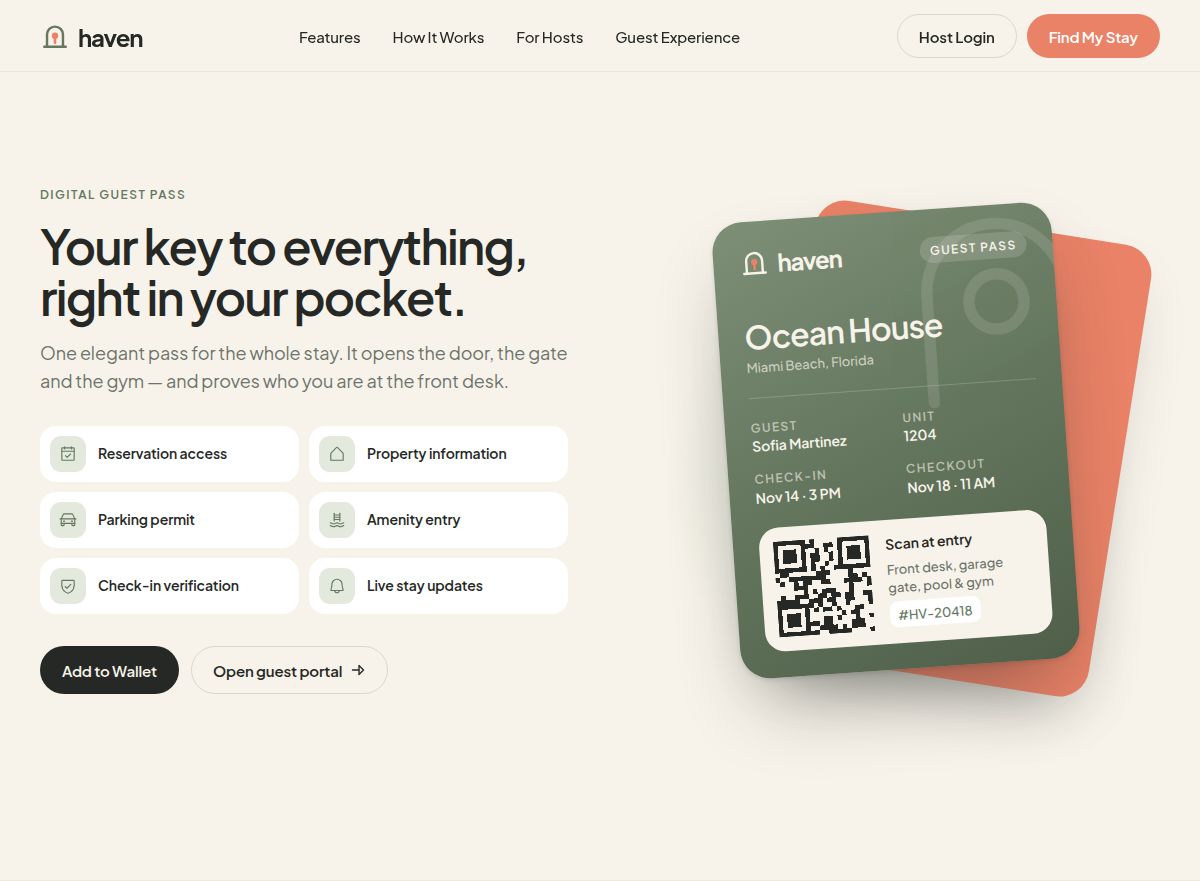 haven
Features
How It Works
For Hosts
Guest Experience
Host Login
Find My Stay
DIGITAL GUEST PASS
Your key to everything,
right in your pocket.
One elegant pass for the whole stay. It opens the door, the gate
and the gym — and proves who you are at the front desk.
Reservation access
Property information
Parking permit
Amenity entry
Check-in verification
Live stay updates
Add to Wallet
Open guest portal
haven
GUEST PASS
Ocean House
Miami Beach, Florida
GUEST
Sofia Martinez
UNIT
1204
CHECK-IN
Nov 14 · 3 PM
CHECKOUT
Nov 18 · 11 AM
Scan at entry
Front desk, garage
gate, pool & gym
#HV-20418